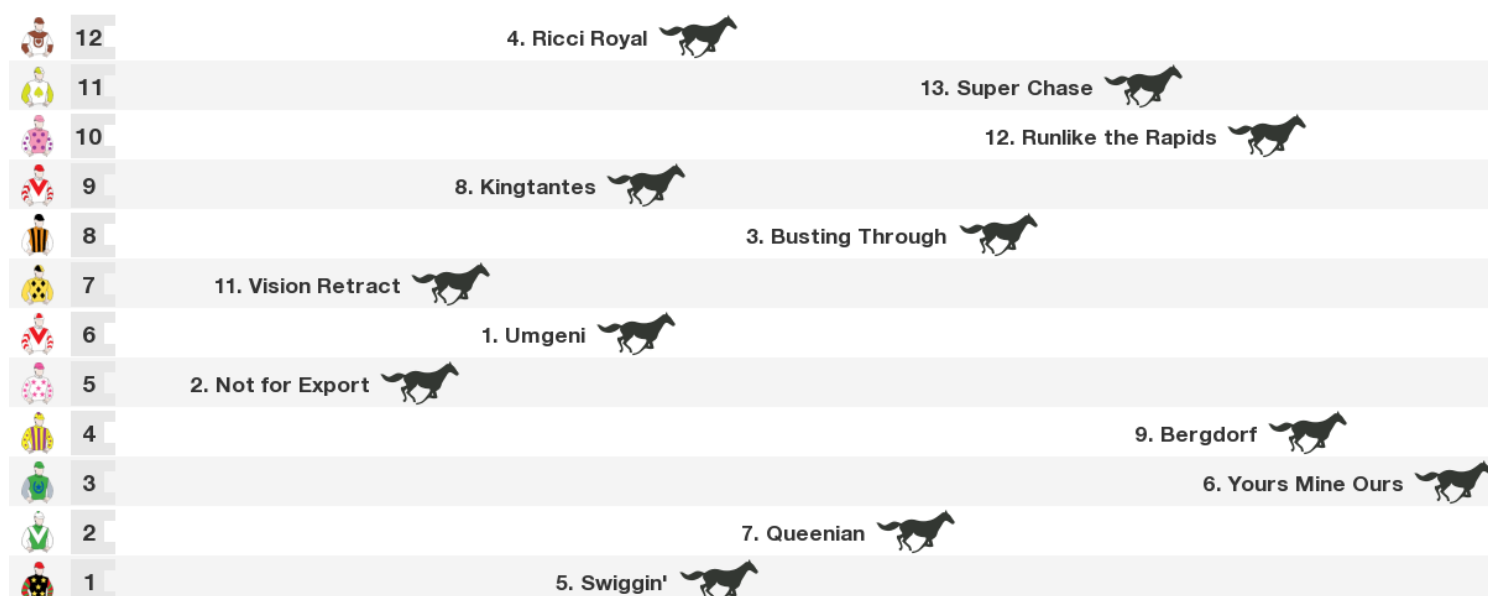 12 4. Ricci Royal
11 13. Super Chase
10 12. Runlike the Rapids
9 8. Kingtantes
8 3. Busting Through
7 11. Vision Retract
6 1. Umgeni
5 2. Not for Export
4 9. Bergdorf
3 6. Yours Mine Ours
2 7. Queenian
1 5. Swiggin'